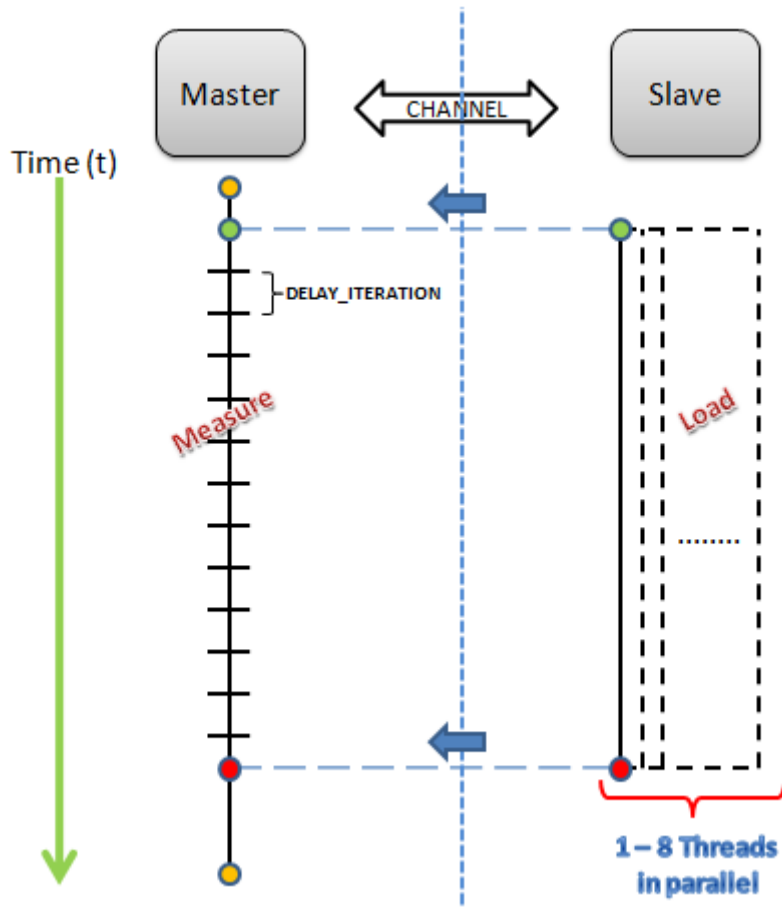 Master
CHANNEL
Slave
Time (t)
DELAY_ITERATION
Measure
Load
........
1 – 8 Threads
in parallel